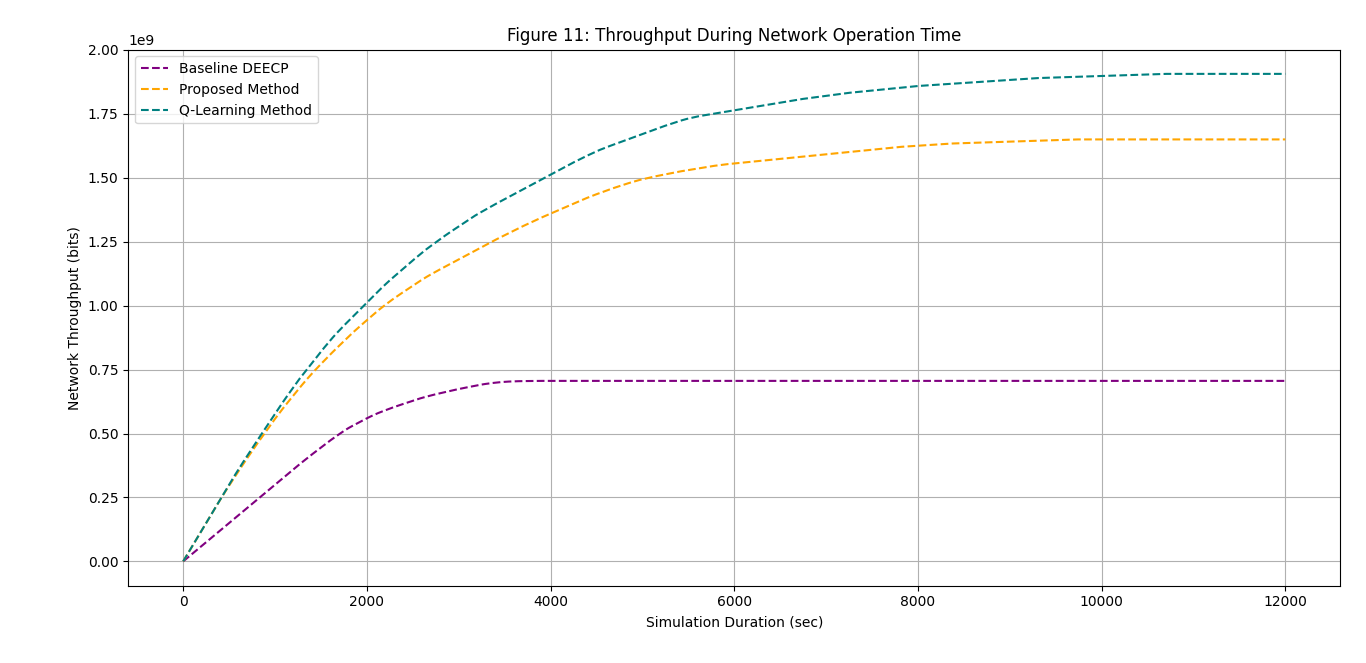 Figure 11: Throughput During Network Operation Time
1e9
2.00
1.75
1.50
1.25
1.00
0.75
0.50
0.25
0.00
Network Throughput (bits)
Baseline DEECP
Proposed Method
Q-Learning Method
0 2000 4000 6000 8000 10000 12000
Simulation Duration (sec)